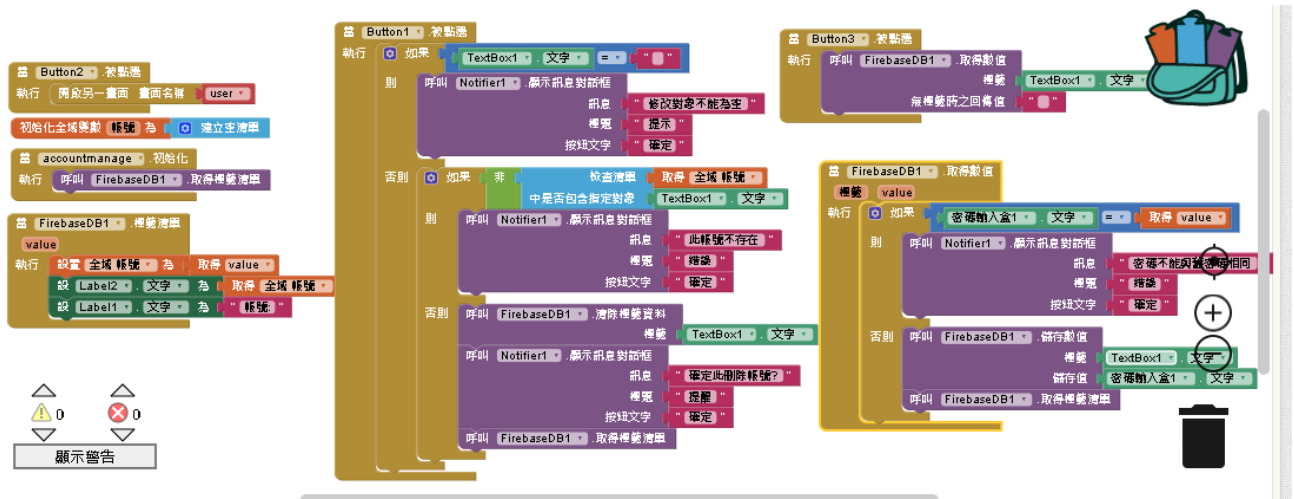 當 Button2 .被點選
執行 開啟另一畫面 畫面名稱 user
初始化全域變數 帳號 為 建立空清單
當 accountmanage .初始化
執行 呼叫 FirebaseDB1 .取得標籤清單
當 FirebaseDB1 .標籤清單
value
執行 設置 全域 帳號 為 取得 value
設 Label2 . 文字 為 取得 全域 帳號
設 Label1 . 文字 為 " 帳號: "
0 0
顯示警告
當 Button1 .被點選
執行 如果 TextBox1 . 文字 = " "
則 呼叫 Notifier1 .顯示訊息對話框
訊息 " 修改對象不能為空 "
標題 " 提示 "
按鈕文字 " 確定 "
否則 如果 非 檢查清單 取得 全域 帳號
中是否包含指定對象 TextBox1 . 文字
則 呼叫 Notifier1 .顯示訊息對話框
訊息 " 此帳號不存在 "
標題 " 錯誤 "
按鈕文字 " 確定 "
否則 呼叫 FirebaseDB1 .清除標籤資料
標籤 TextBox1 . 文字
呼叫 Notifier1 .顯示訊息對話框
訊息 " 確定此刪除帳號? "
標題 " 提醒 "
按鈕文字 " 確定 "
呼叫 FirebaseDB1 .取得標籤清單
當 Button3 .被點選
執行 呼叫 FirebaseDB1 .取得數值
標籤 TextBox1 . 文字
無標籤時之回傳值 " "
當 FirebaseDB1 .取得數值
標籤 value
執行 如果 密碼輸入盒1 . 文字 = 取得 value
則 呼叫 Notifier1 .顯示訊息對話框
訊息 " 密碼不能與舊密碼相同
標題 " 錯誤 "
按鈕文字 " 確定 "
否則 呼叫 FirebaseDB1 .儲存數值
標籤 TextBox1 . 文字
儲存值 密碼輸入盒1 . 文字
呼叫 FirebaseDB1 .取得標籤清單